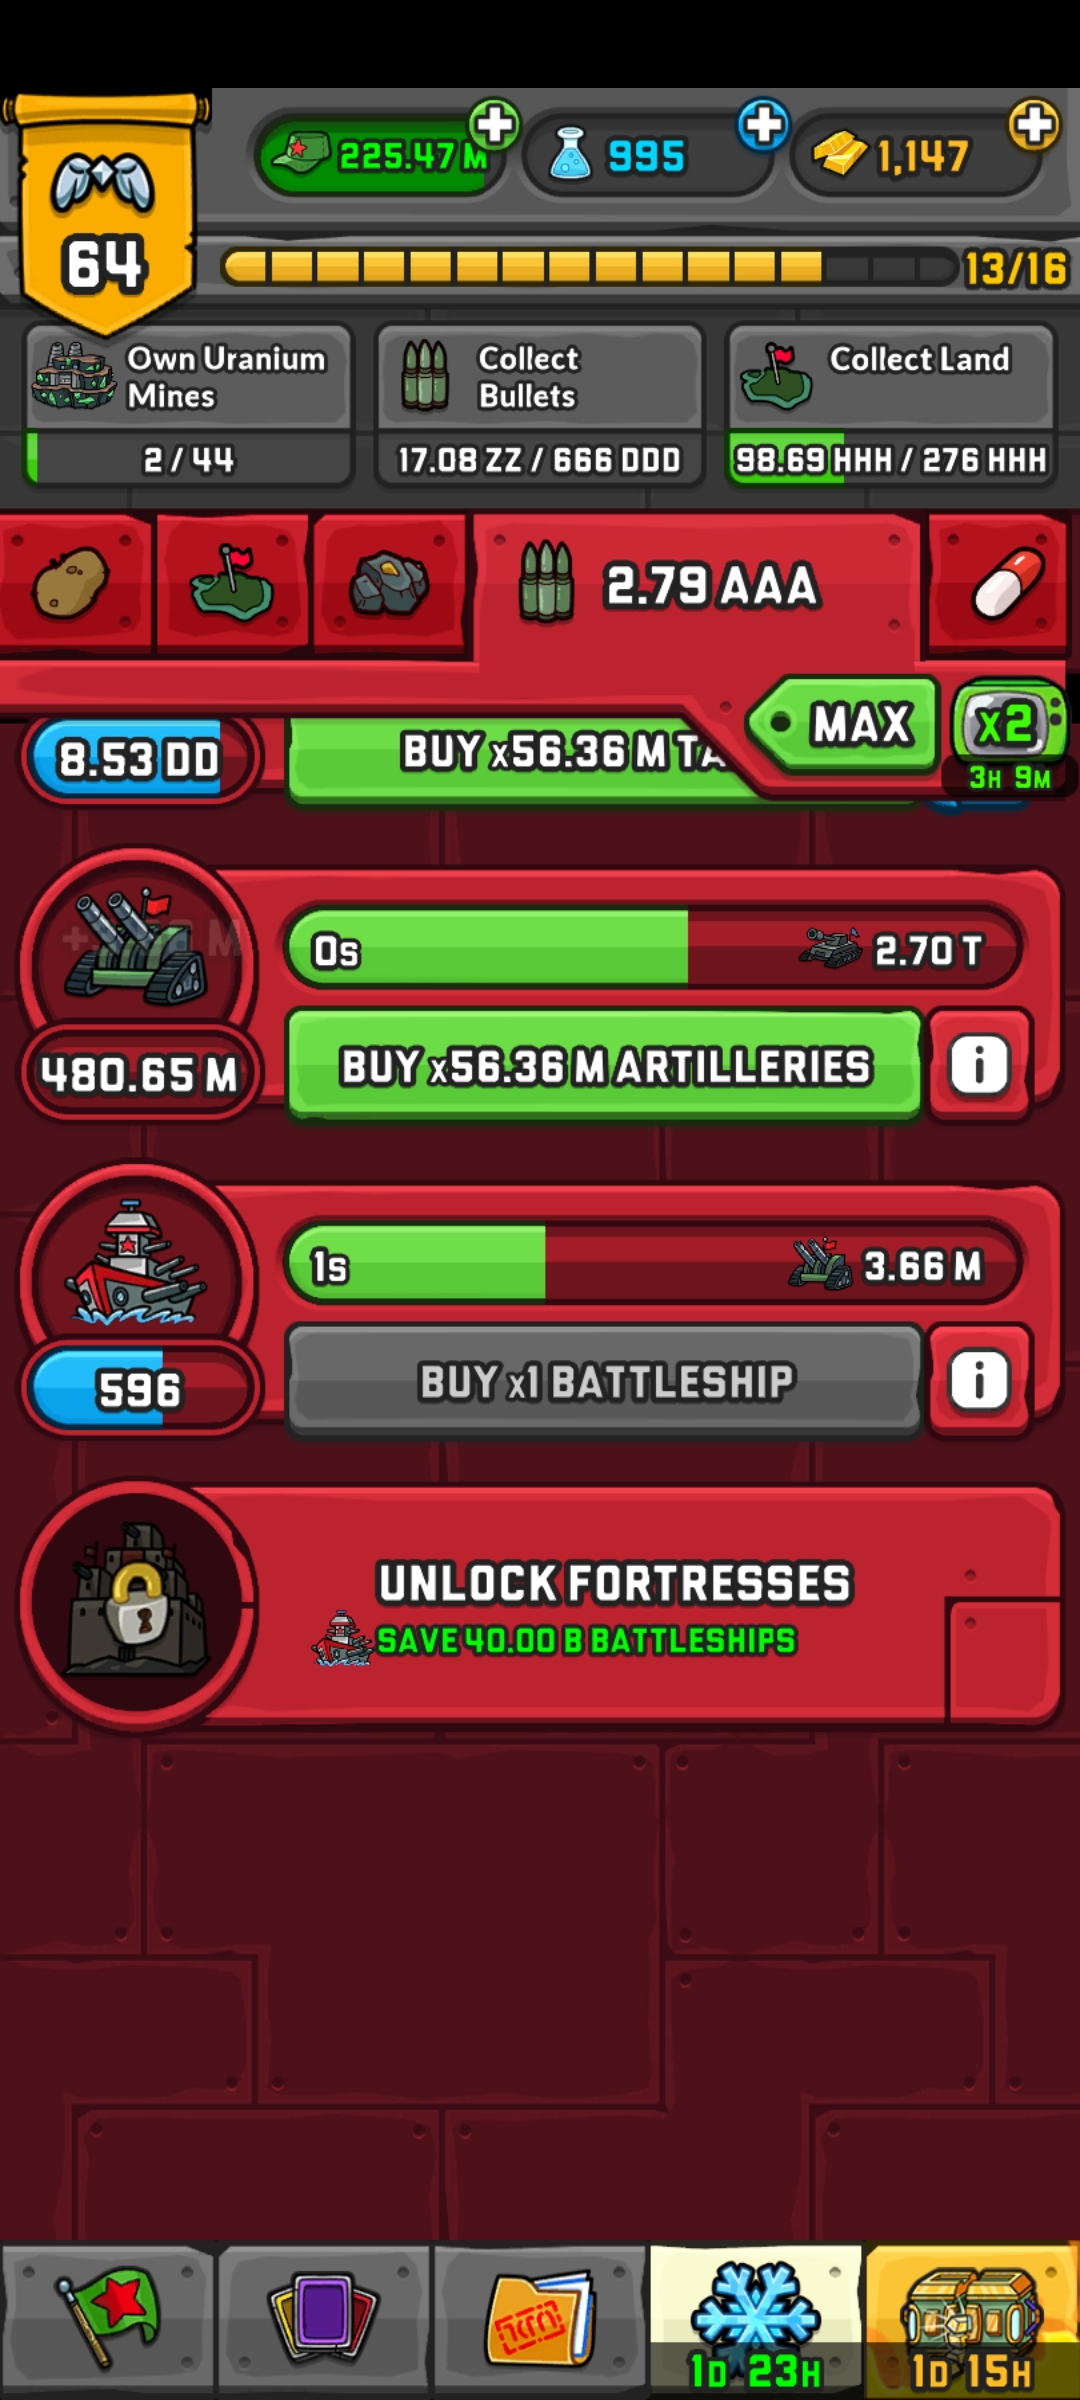 225.47 M
995
1,147
64
13/16
Own Uranium
Mines
2 / 44
Collect
Bullets
17.08 ZZ / 666 DDD
Collect Land
98.69 HHH / 276 HHH
2.79 AAA
MAX
X2
3H 9M
8.53 DD
BUY x56.36 M TA
0s
2.70 T
480.65 M
BUY x56.36 M ARTILLERIES
i
1s
3.66 M
596
BUY x1 BATTLESHIP
i
UNLOCK FORTRESSES
SAVE 40.00 B BATTLESHIPS
1D 23H
1D 15H